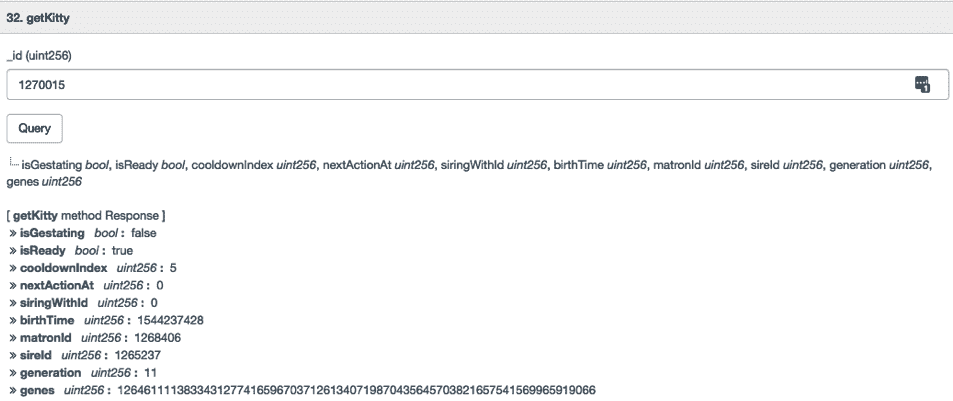 32. getKitty
_id (uint256)
1270015
Query
isGestating bool, isReady bool, cooldownIndex uint256, nextActionAt uint256, siringWithId uint256, birthTime uint256, matronId uint256, sireId uint256, generation uint256,
genes uint256
[ getKitty method Response ]
» isGestating bool : false
» isReady bool : true
» cooldownIndex uint256 : 5
» nextActionAt uint256 : 0
» siringWithId uint256 : 0
» birthTime uint256 : 1544237428
» matronId uint256 : 1268406
» sireId uint256 : 1265237
» generation uint256 : 11
» genes uint256 : 126461111383343127741659670371261340719870435645703821657541569965919066